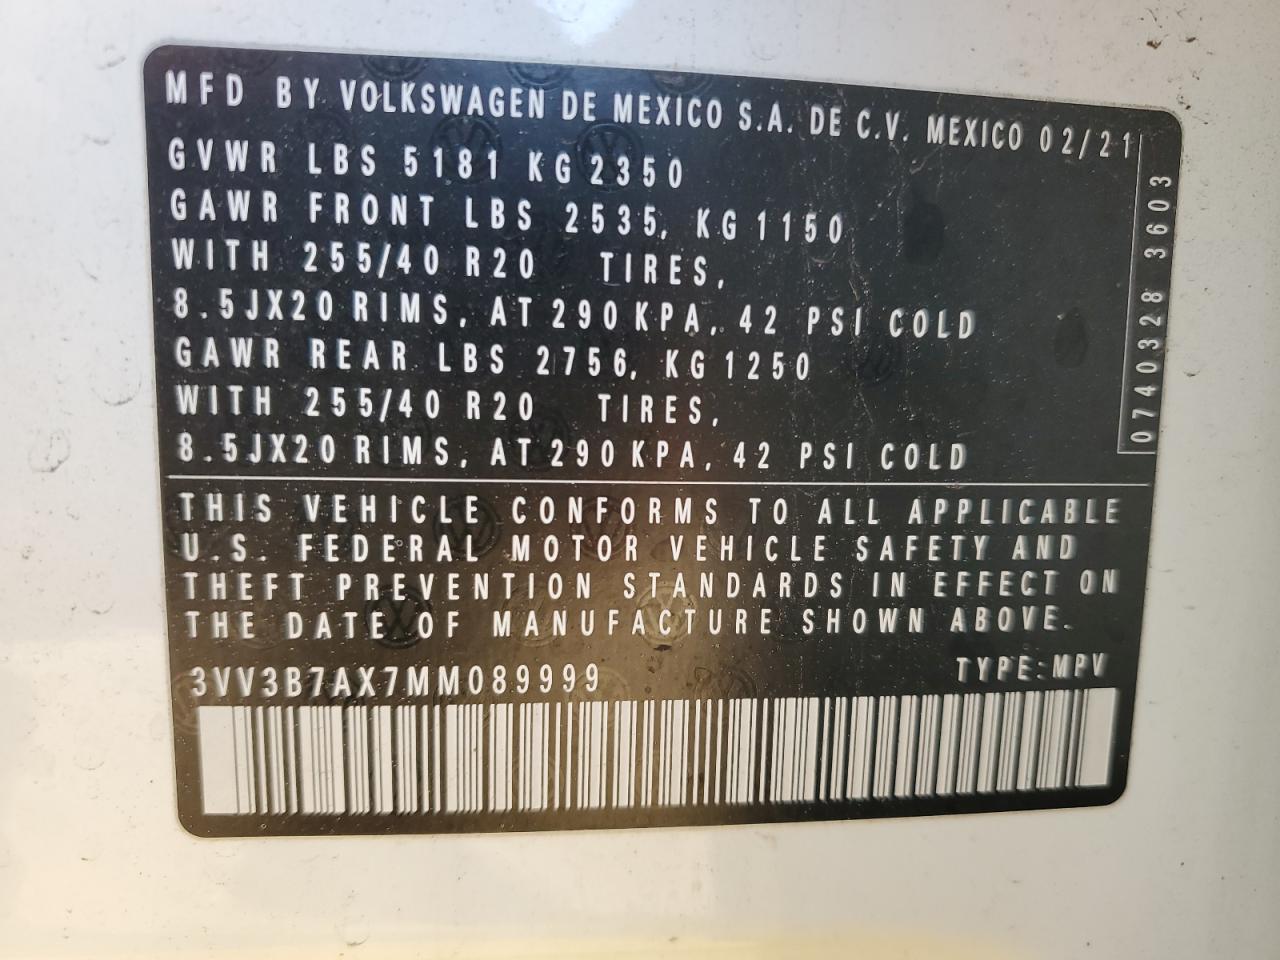 MFD BY VOLKSWAGEN DE MEXICO S.A. DE C.V. MEXICO 02/21
GVWR LBS 5181 KG 2350
GAWR FRONT LBS 2535, KG 1150
WITH 255/40 R20 TIRES,
8.5JX20 RIMS, AT 290 KPA, 42 PSI COLD
GAWR REAR LBS 2756, KG 1250
WITH 255/40 R20 TIRES,
8.5JX20 RIMS, AT 290 KPA, 42 PSI COLD
0740328 3603
THIS VEHICLE CONFORMS TO ALL APPLICABLE
U.S. FEDERAL MOTOR VEHICLE SAFETY AND
THEFT PREVENTION STANDARDS IN EFFECT ON
THE DATE OF MANUFACTURE SHOWN ABOVE.
3VV3B7AX7MM089999 TYPE:MPV